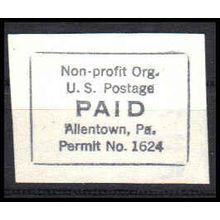 Non-profit Org.
U. S. Postage
PAID
Allentown, Pa.
Permit No. 1624